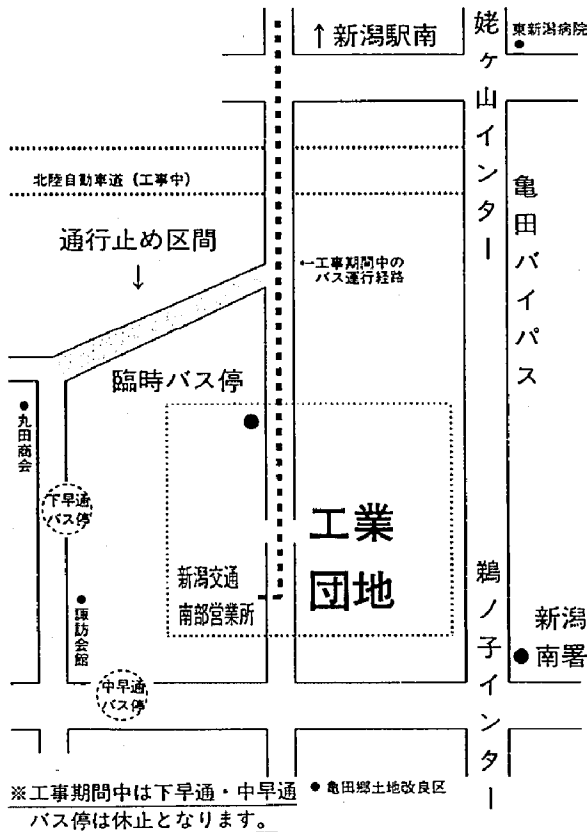 ↑新潟駅南
姥ヶ山インター
東新潟病院
北陸自動車道（工事中）
亀田バイパス
通行止め区間
↓
←工事期間中の
バス運行経路
臨時バス停
丸田商会
下早通
バス停
工業
団地
新潟交通
南部営業所
諏訪会館
鵜ノ子インター
新潟
南署
中早通
バス停
※工事期間中は下早通・中早通
バス停は休止となります。
亀田郷土地改良区